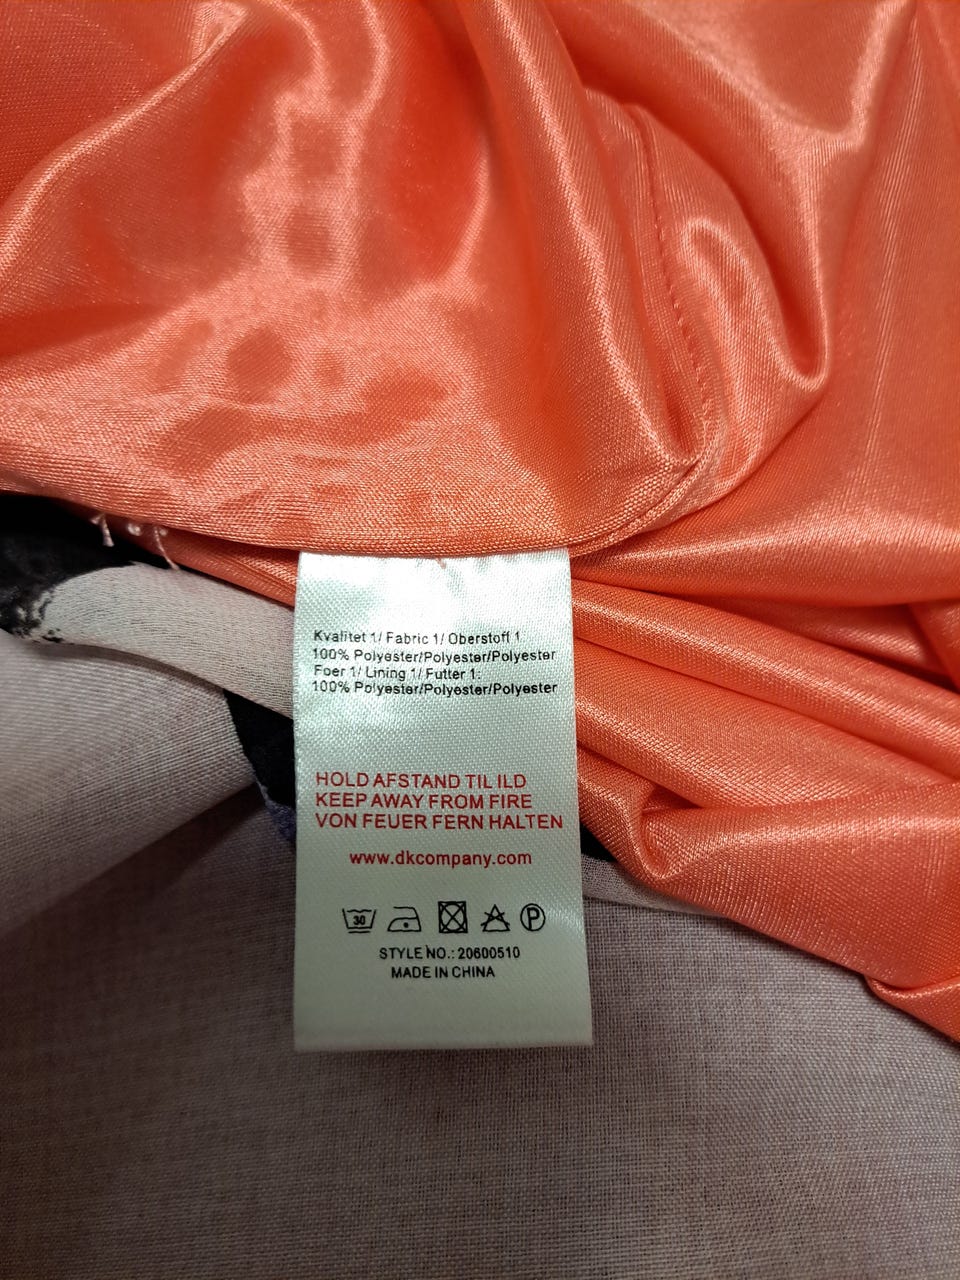 Kvalitet 1/ Fabric 1/ Oberstoff 1
100% Polyester/Polyester/Polyester
Foer 1/ Lining 1/ Futter 1:
100% Polyester/Polyester/Polyester
HOLD AFSTAND TIL ILD
KEEP AWAY FROM FIRE
VON FEUER FERN HALTEN
www.dkcompany.com
30 P
STYLE NO.: 20600510
MADE IN CHINA